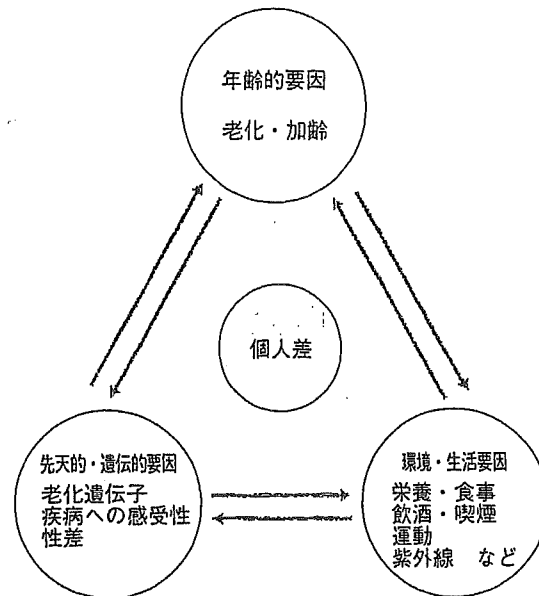 年齢的要因
老化・加齢
個人差
先天的・遺伝的要因
老化遺伝子
疾病への感受性
性差
環境・生活要因
栄養・食事
飲酒・喫煙
運動
紫外線 など